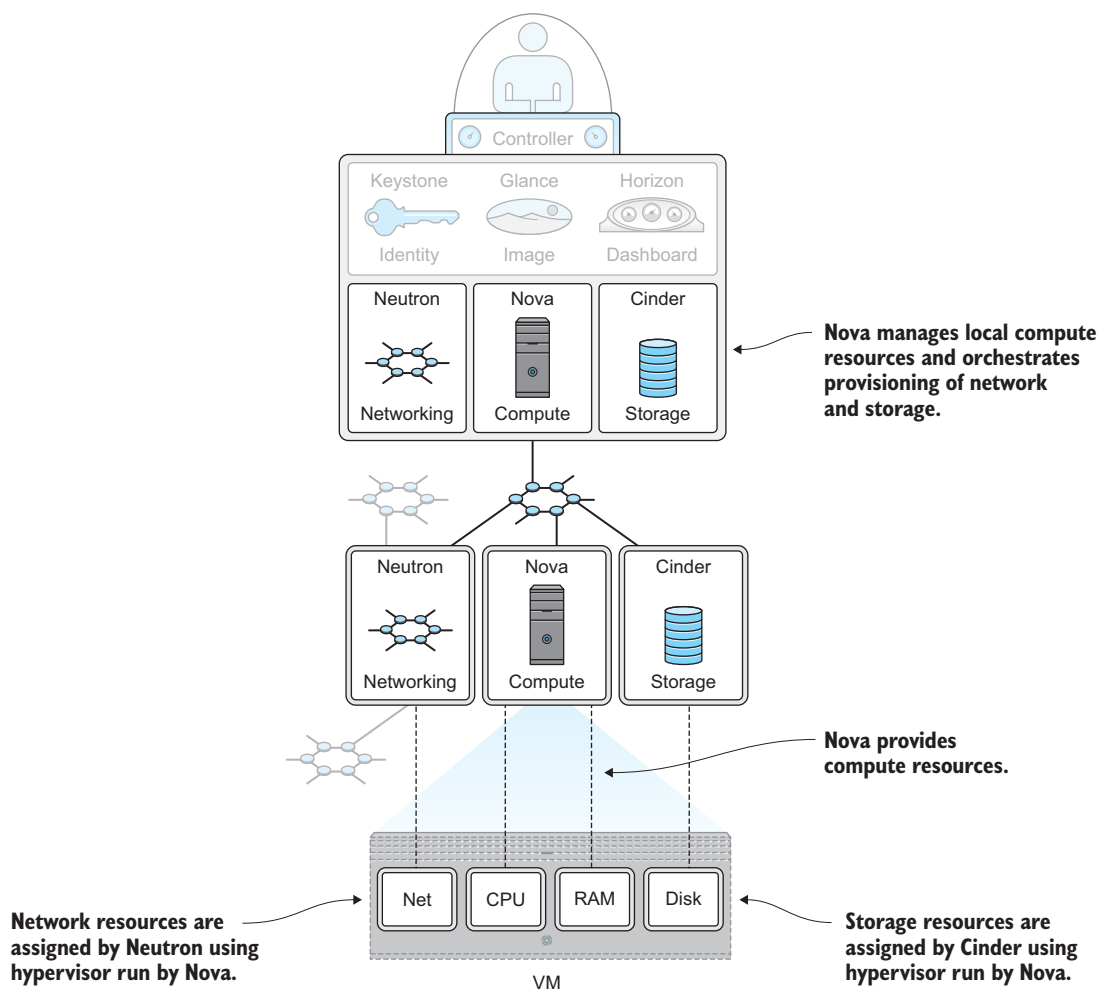 Controller
Keystone
Glance
Horizon
Identity
Image
Dashboard
Neutron
Nova
Cinder
Networking
Compute
Storage
Nova manages local compute
resources and orchestrates
provisioning of network
and storage.
Neutron
Nova
Cinder
Networking
Compute
Storage
Nova provides
compute resources.
Net
CPU
RAM
Disk
Network resources are
assigned by Neutron using
hypervisor run by Nova.
Storage resources are
assigned by Cinder using
hypervisor run by Nova.
VM